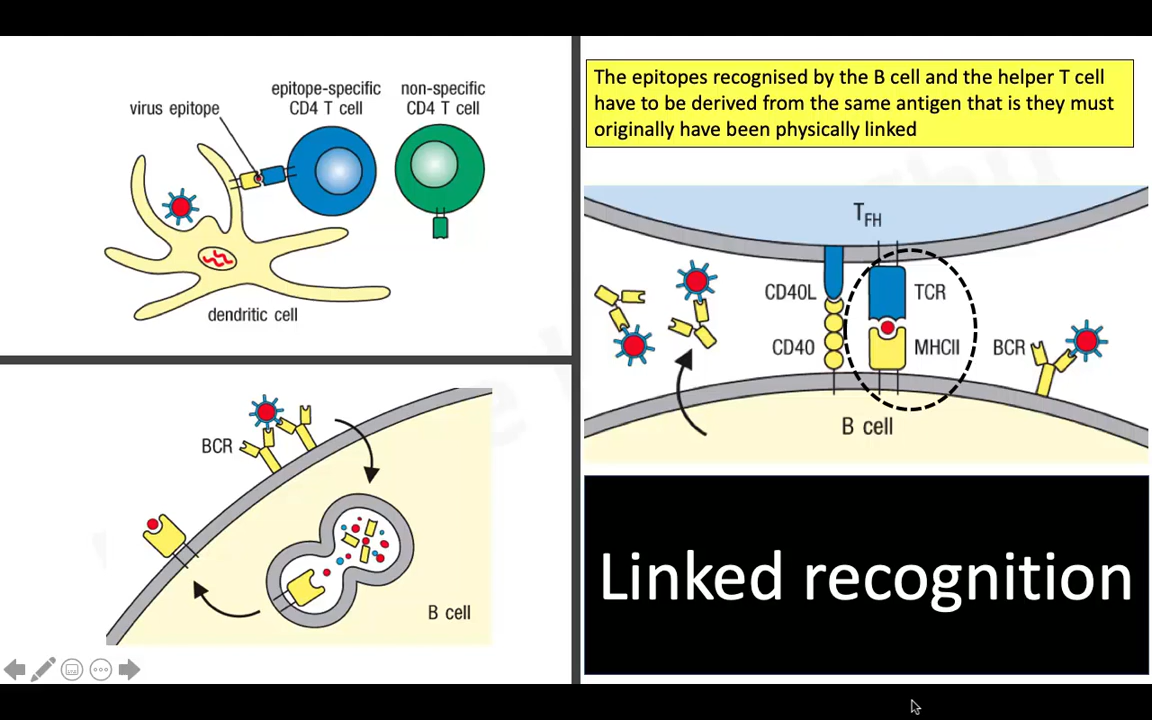 epitope-specific
CD4 T cell
non-specific
CD4 T cell
virus epitope
dendritic cell
BCR
B cell
The epitopes recognised by the B cell and the helper T cell
have to be derived from the same antigen that is they must
originally have been physically linked
TFH
CD40L
TCR
CD40
MHCII
BCR
B cell
Linked recognition